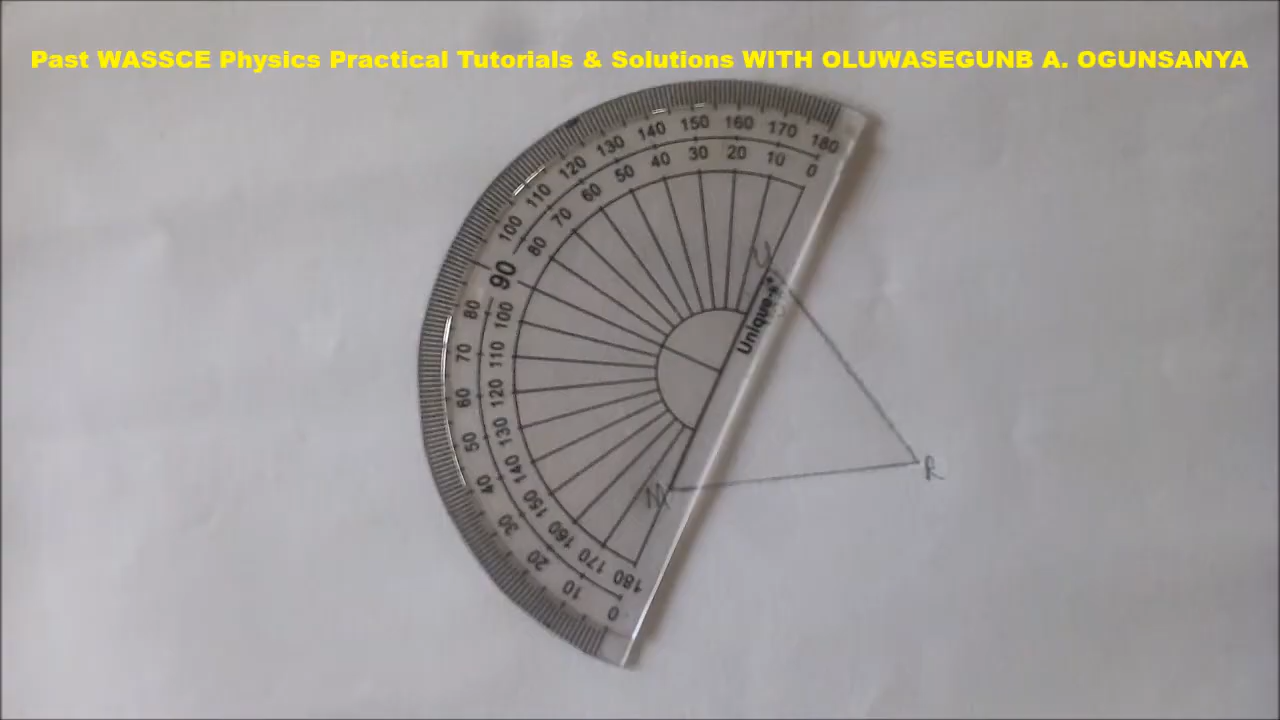 Past WASSCE Physics Practical Tutorials & Solutions WITH OLUWASEGUNB A. OGUNSANYA
0 10 20 30 40 50 60 70 80 90 100 110 120 130 140 150 160 170 180
0 10 20 30 40 50 60 70 80 100 110 120 130 140 150 160 170 180
Unique
M
R